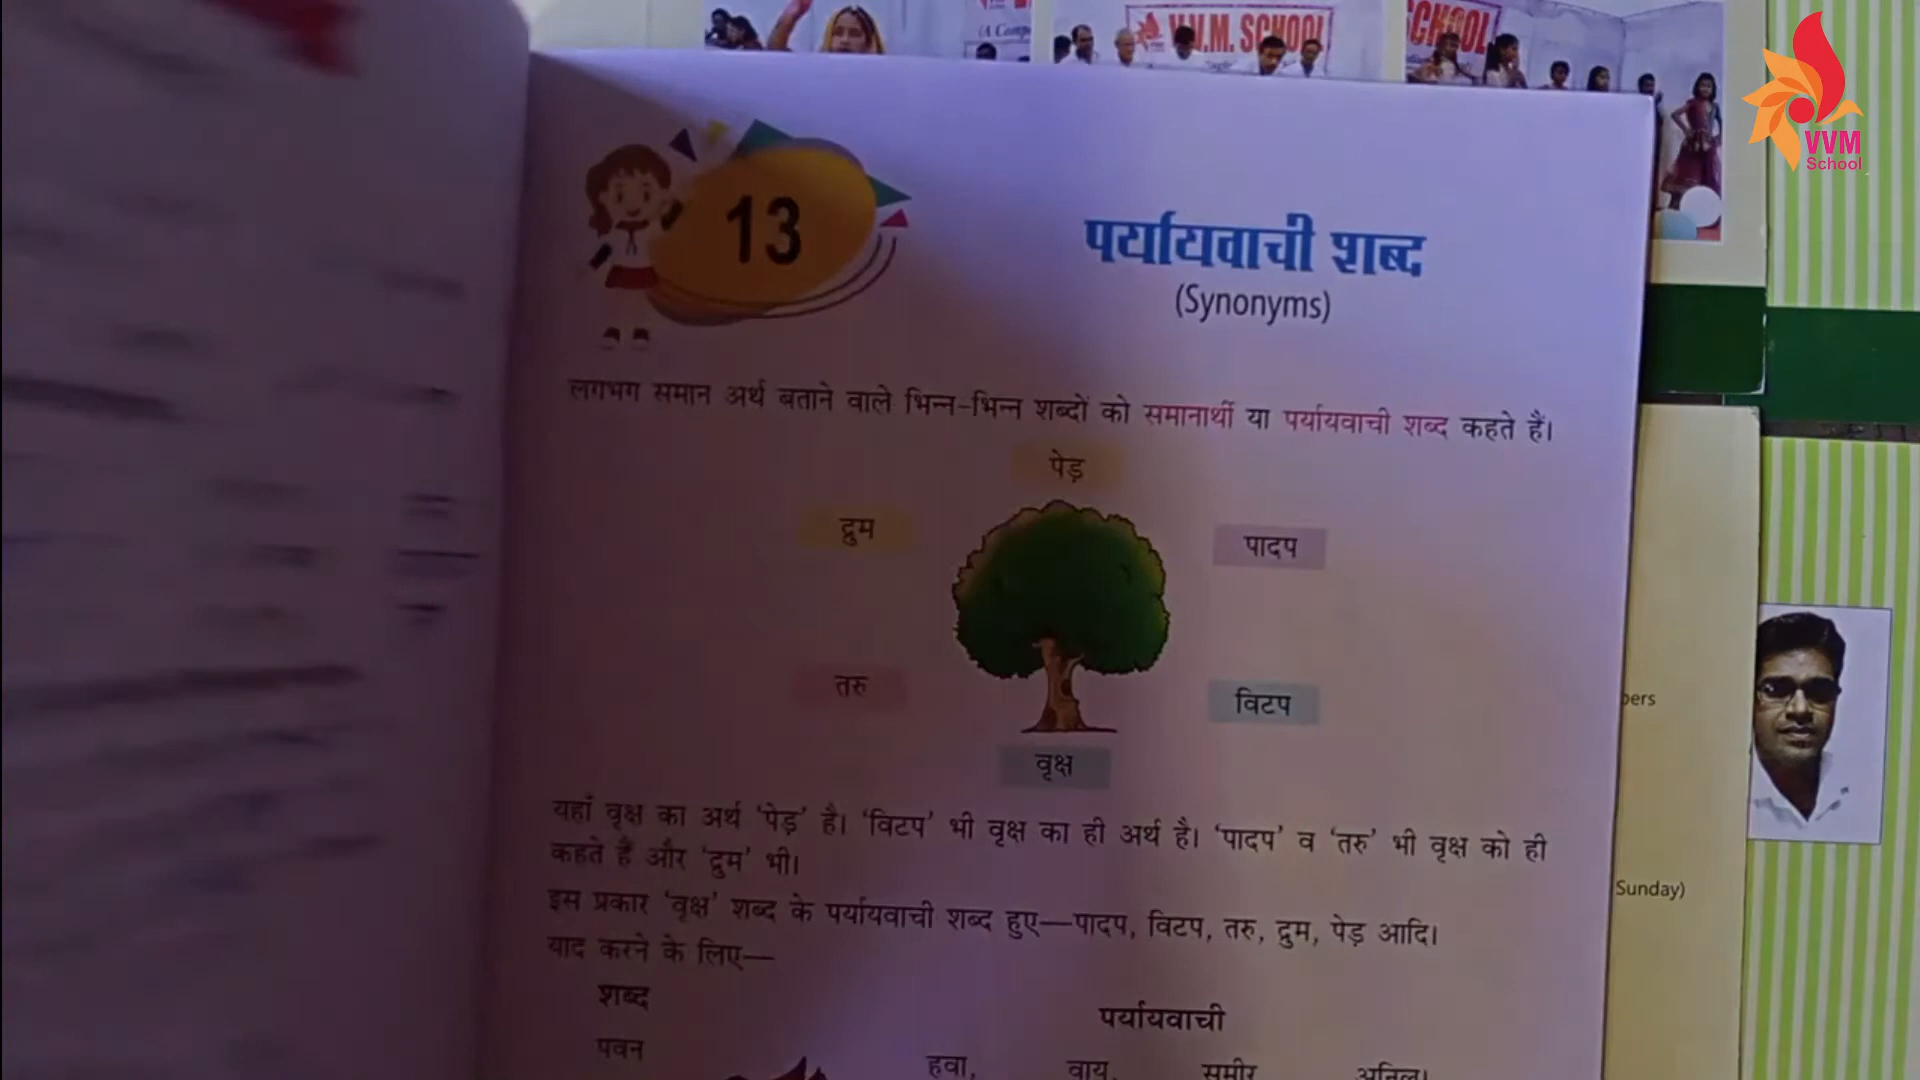 (A Comp
V.V.M. SCHOOL
SCHOOL
VVM
School
13
पर्यायवाची शब्द
(Synonyms)
लगभग समान अर्थ बताने वाले भिन्न-भिन्न शब्दों को समानार्थी या पर्यायवाची शब्द कहते हैं।
पेड़
द्रुम
पादप
तरु
विटप
वृक्ष
यहाँ वृक्ष का अर्थ ‘पेड़’ है। ‘विटप’ भी वृक्ष का ही अर्थ है। ‘पादप’ व ‘तरु’ भी वृक्ष को ही
कहते हैं और ‘द्रुम’ भी।
इस प्रकार ‘वृक्ष’ शब्द के पर्यायवाची शब्द हुए—पादप, विटप, तरु, द्रुम, पेड़ आदि।
याद करने के लिए—
शब्द
पर्यायवाची
पवन
हवा, वायु, समीर, अनिल।
bers
Sunday)